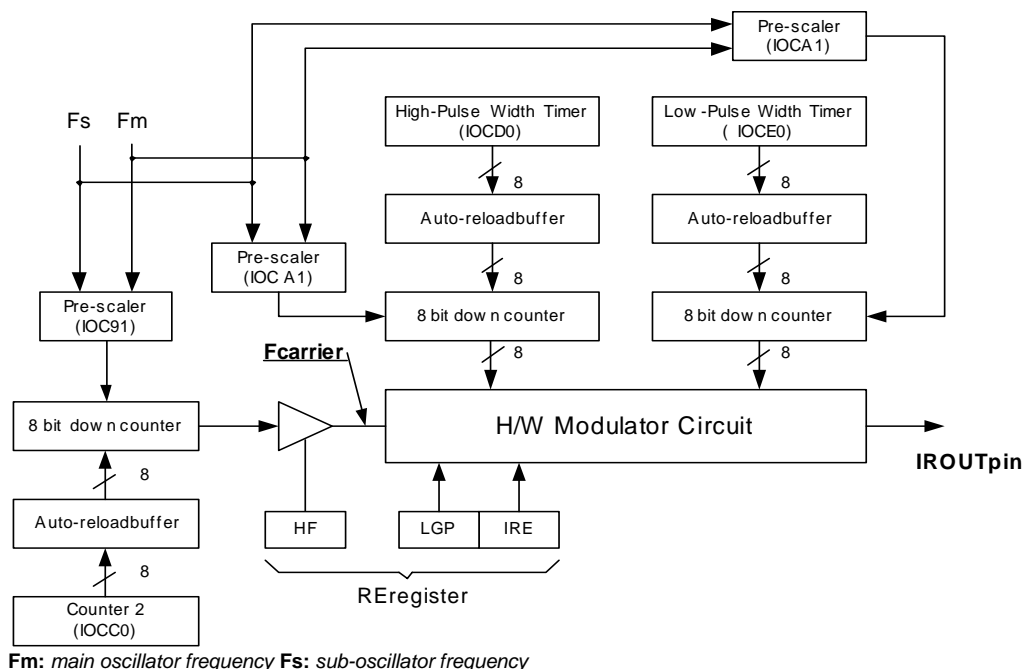 Pre-scaler
(IOCA1)
Fs Fm
High-Pulse Width Timer
(IOCD0)
Low-Pulse Width Timer
( IOCE0)
8
8
Auto-reloadbuffer
Auto-reloadbuffer
Pre-scaler
(IOC A1)
8
8
Pre-scaler
(IOC91)
8 bit dow n counter
8 bit dow n counter
Fcarrier
8
8
8 bit dow n counter
H/W Modulator Circuit
IROUTpin
8
Auto-reloadbuffer
HF
LGP
IRE
8
REregister
Counter 2
(IOCC0)
Fm: main oscillator frequency Fs: sub-oscillator frequency